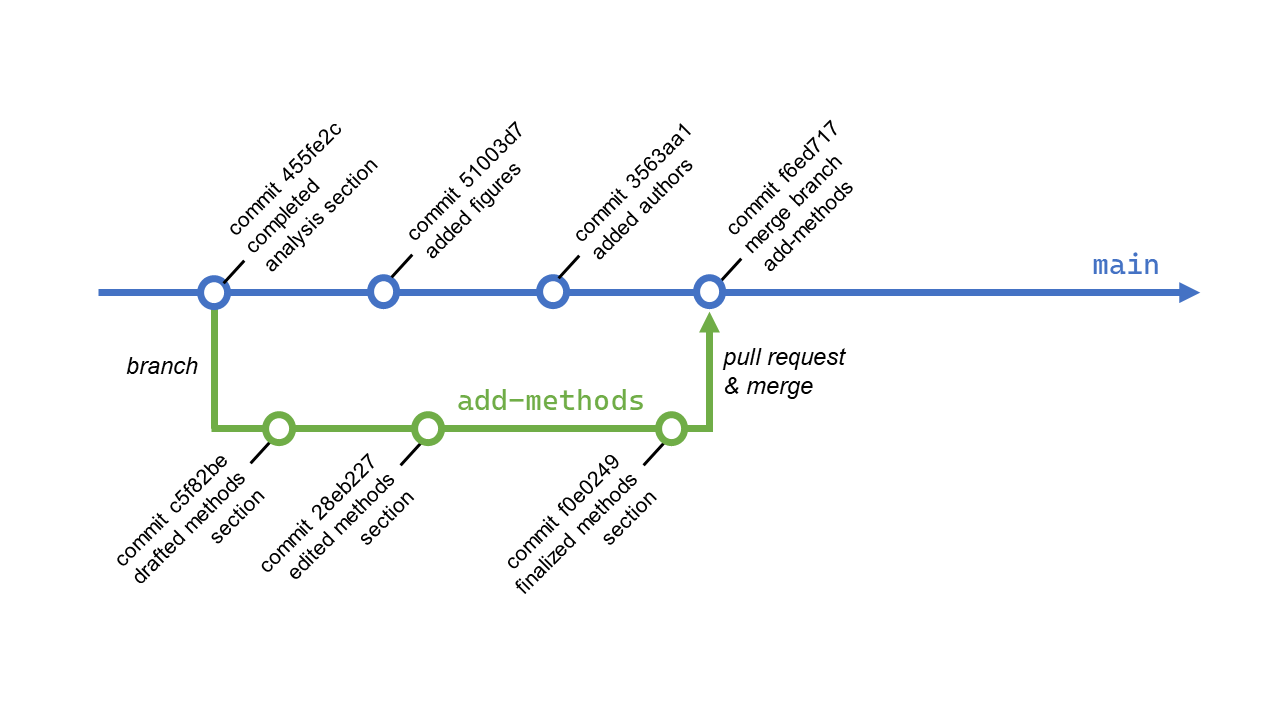 commit 455fe2c
completed
analysis section
commit 51003d7
added figures
commit 3563aa1
added authors
commit f6ed717
merge branch
add-methods
main
branch
add-methods
pull request
& merge
commit c5f82be
drafted methods
section
commit 28eb227
edited methods
section
commit f0e0249
finalized methods
section